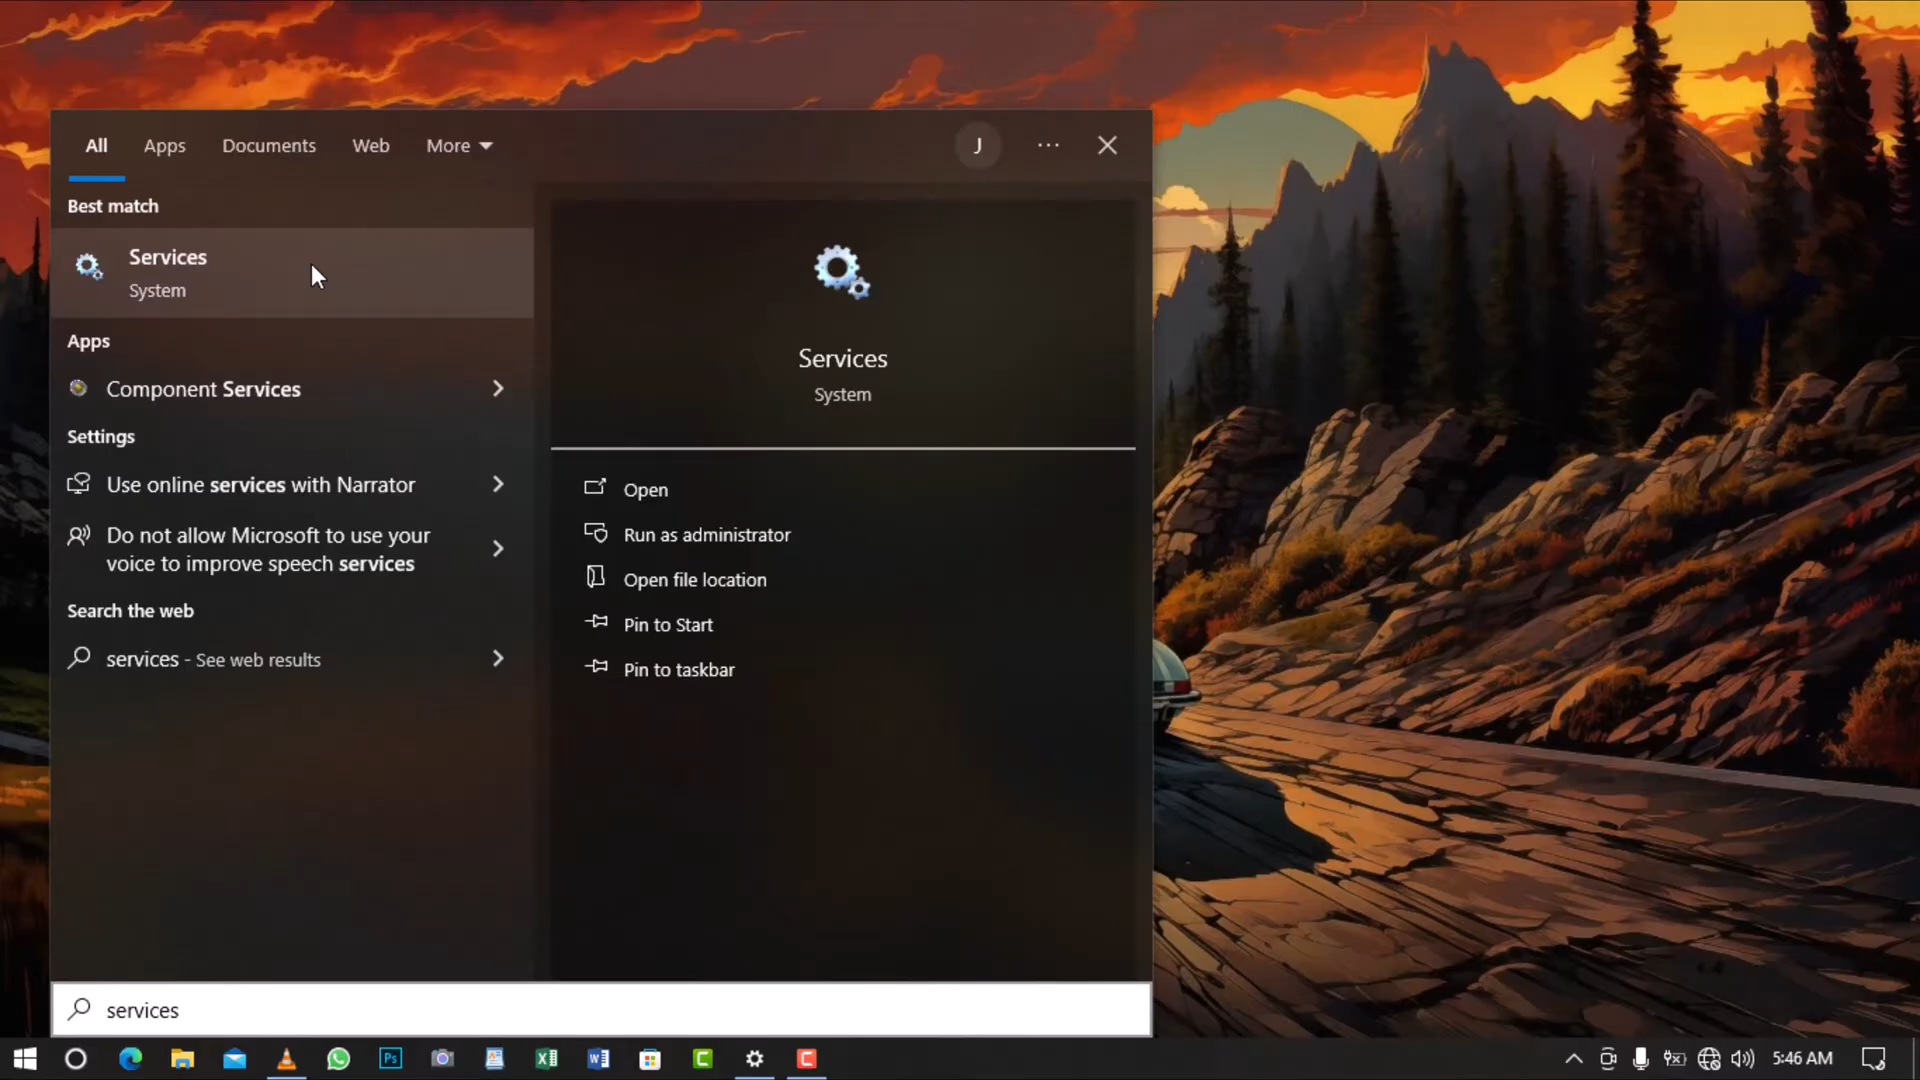 All Apps Documents Web More J
Best match
Services
System
Apps
Component Services
Settings
Use online services with Narrator
Do not allow Microsoft to use your
voice to improve speech services
Search the web
services - See web results
Services
System
Open
Run as administrator
Open file location
Pin to Start
Pin to taskbar
services
Ps
5:46 AM